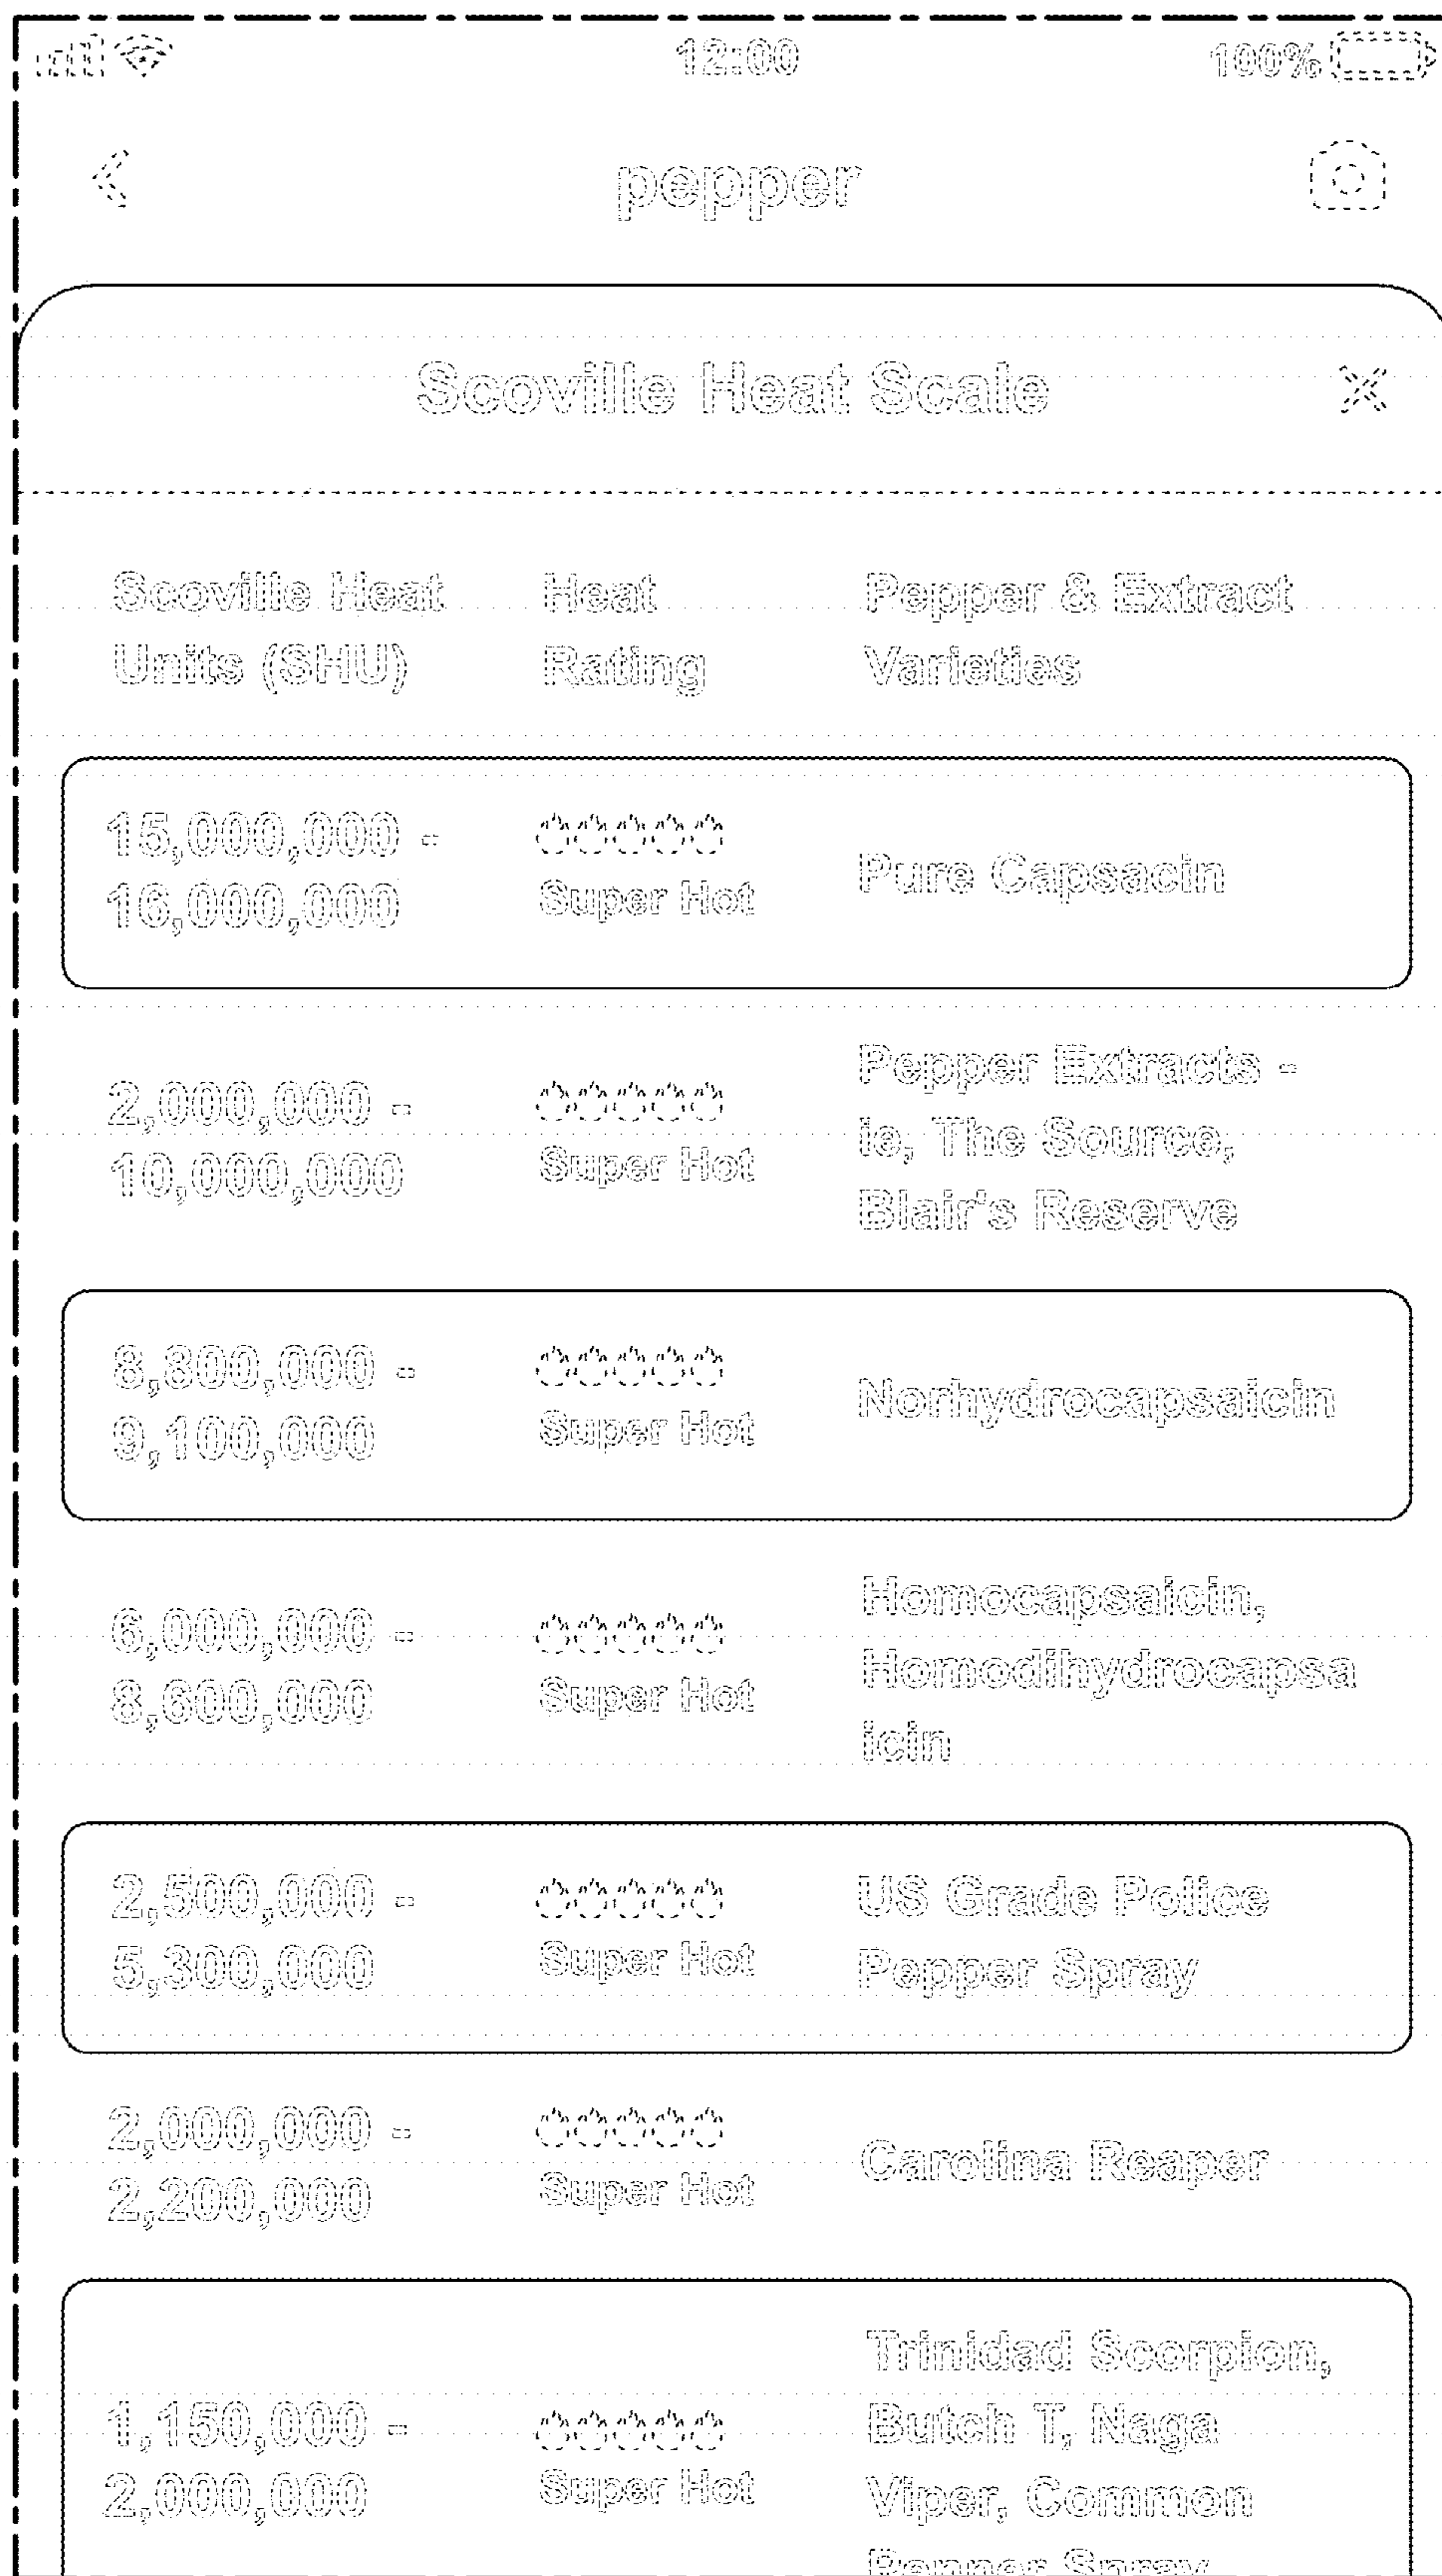 12:00 100%
pepper
Scoville Heat Scale
Scoville Heat Heat Pepper & Extract
Units (SHU) Rating Varieties
15,000,000 -
16,000,000 Super Hot Pure Capsacin
2,000,000 - Pepper Extracts -
10,000,000 Super Hot ie, The Source,
Blair's Reserve
8,800,000 -
9,100,000 Super Hot Norhydrocapsaicin
6,000,000 - Homocapsaicin,
8,600,000 Super Hot Homodihydrocapsa
icin
2,500,000 - US Grade Police
5,300,000 Super Hot Pepper Spray
2,000,000 -
2,200,000 Super Hot Carolina Reaper
Trinidad Scorpion,
1,150,000 - Butch T, Naga
2,000,000 Super Hot Viper, Common
Pepper Spray